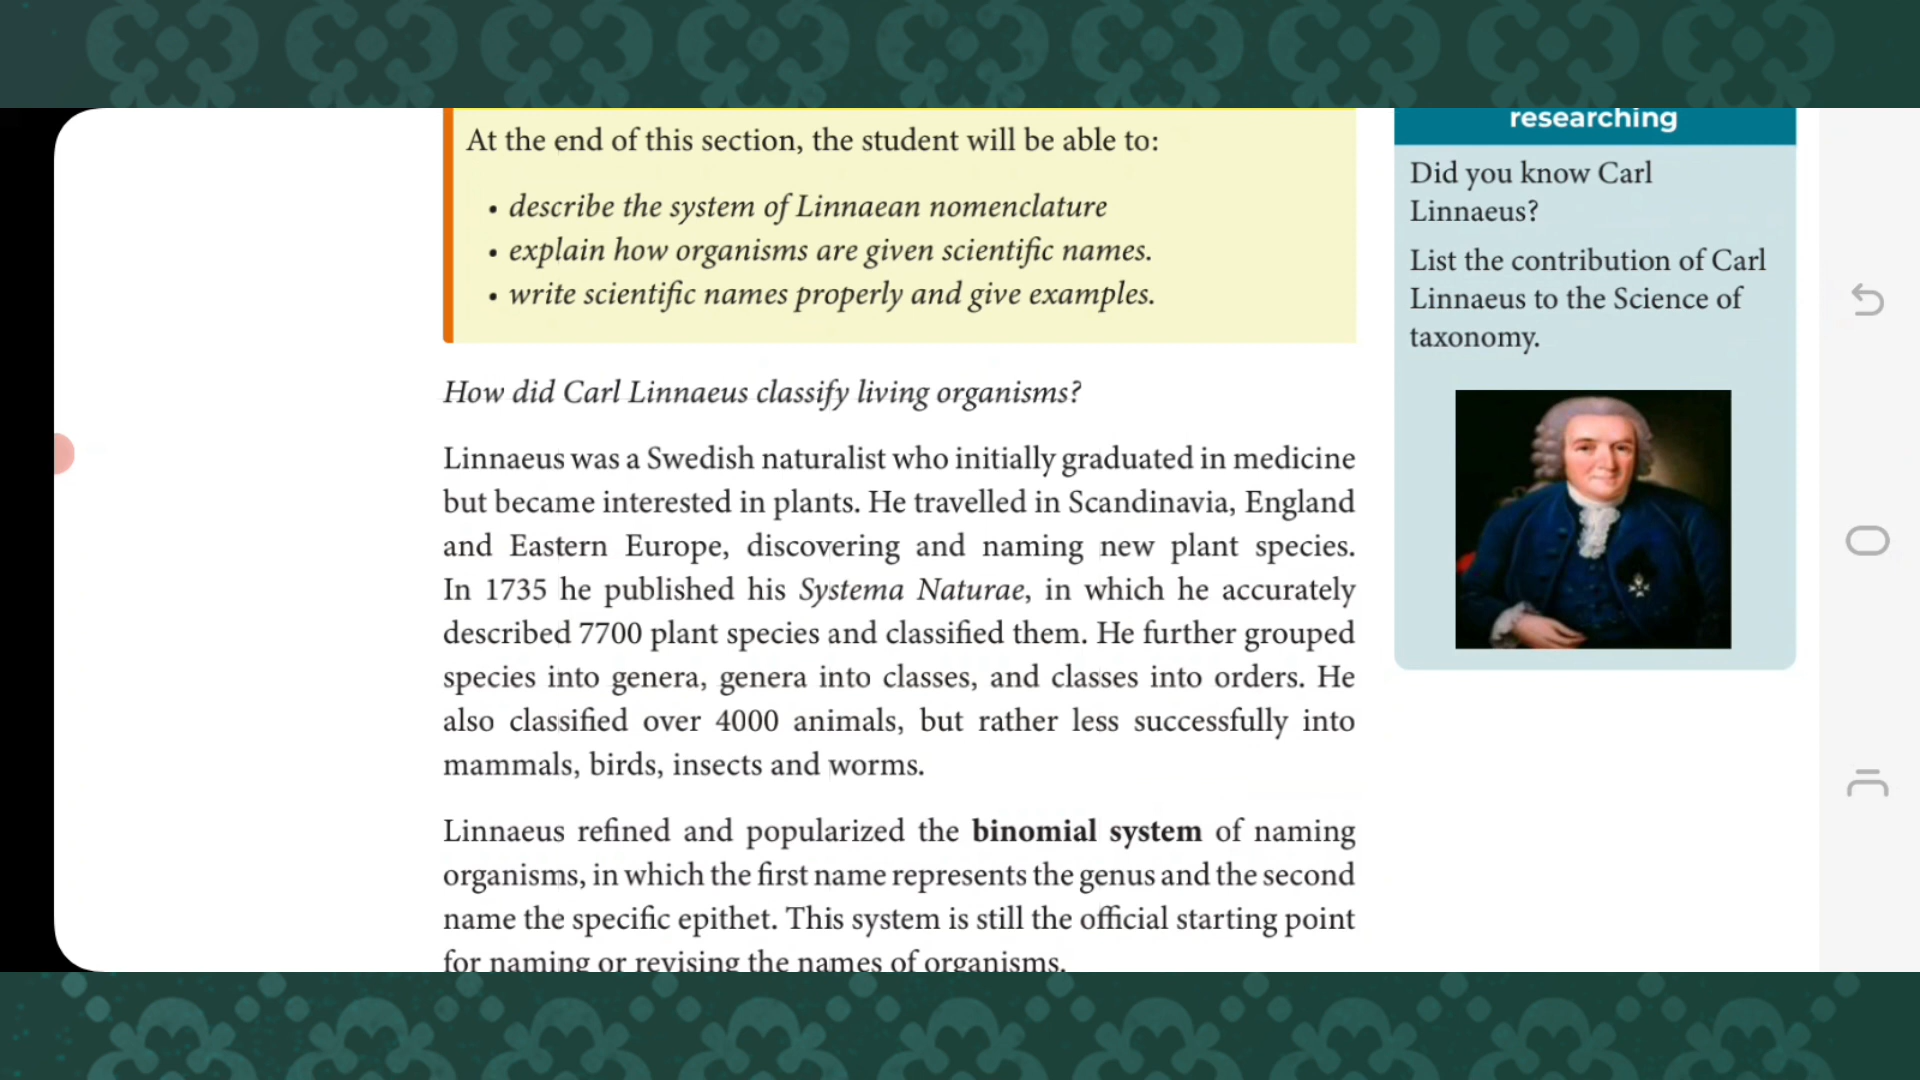 At the end of this section, the student will be able to:
• describe the system of Linnaean nomenclature
• explain how organisms are given scientific names.
• write scientific names properly and give examples.
How did Carl Linnaeus classify living organisms?
Linnaeus was a Swedish naturalist who initially graduated in medicine
but became interested in plants. He travelled in Scandinavia, England
and Eastern Europe, discovering and naming new plant species.
In 1735 he published his Systema Naturae, in which he accurately
described 7700 plant species and classified them. He further grouped
species into genera, genera into classes, and classes into orders. He
also classified over 4000 animals, but rather less successfully into
mammals, birds, insects and worms.
Linnaeus refined and popularized the binomial system of naming
organisms, in which the first name represents the genus and the second
name the specific epithet. This system is still the official starting point
for naming or revising the names of organisms.
researching
Did you know Carl
Linnaeus?
List the contribution of Carl
Linnaeus to the Science of
taxonomy.